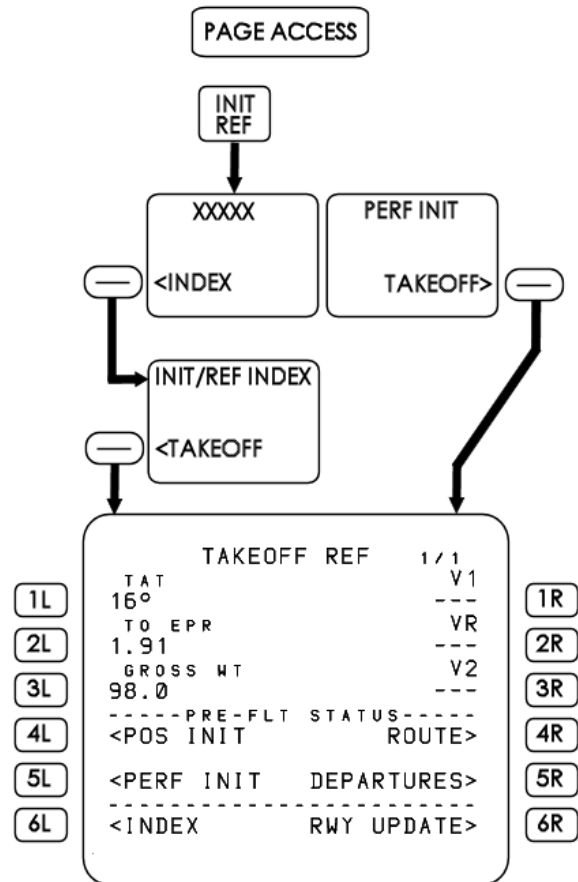 PAGE ACCESS
INIT
REF
XXXXX
<INDEX
PERF INIT
TAKEOFF>
INIT/REF INDEX
<TAKEOFF
TAKEOFF REF 1/1
TAT V1
1L 16° --- 1R
TO EPR VR
2L 1.91 --- 2R
GROSS WT V2
3L 98.0 --- 3R
-----PRE-FLT STATUS-----
4L <POS INIT ROUTE> 4R
5L <PERF INIT DEPARTURES> 5R
------------------------
6L <INDEX RWY UPDATE> 6R